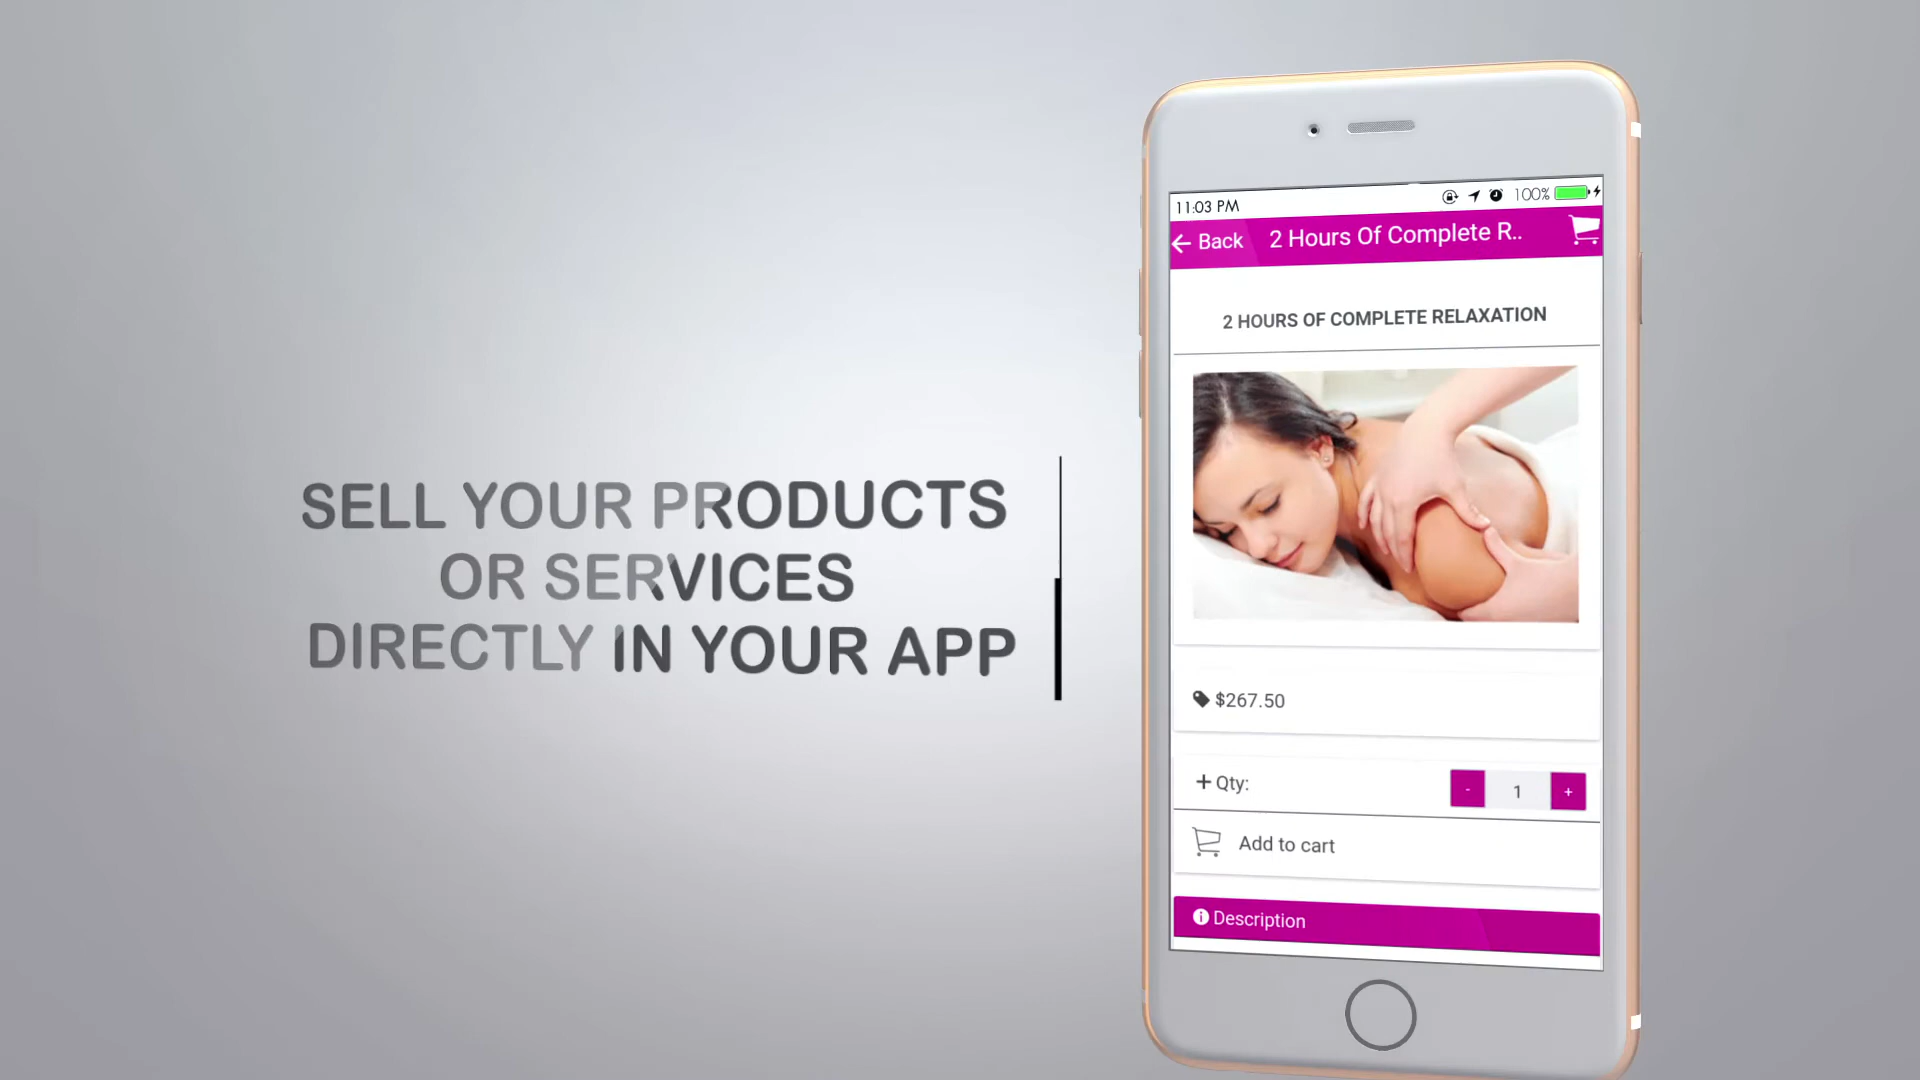 SELL YOUR PRODUCTS
OR SERVICES
DIRECTLY IN YOUR APP
11:03 PM 100%
Back 2 Hours Of Complete R..
2 HOURS OF COMPLETE RELAXATION
$267.50
+ Qty: - 1 +
Add to cart
Description